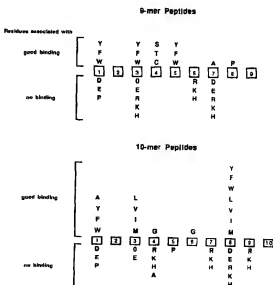 9-mer Peptides
Residues associated with
Y Y S Y
F F T F
good binding W W C W A P
1 2 3 4 5 6 7 8 9
D O R D
E E K E
no binding P R H R
K K
H H
10-mer Peptides
Y
F
W
A L L
Y V V
F I I
good binding W M G G M
1 2 3 4 5 6 7 8 9 10
D O R P R D R
E E K K E K
no binding P H H R H
A K
H